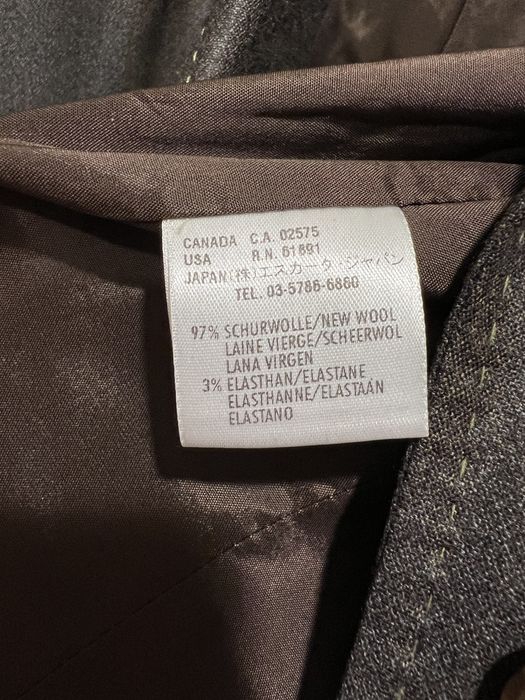 CANADA C.A. 02575
USA R.N. 61891
JAPAN (株)エスカーダ・ジャパン
TEL. 03-5786-6860
97% SCHURWOLLE/NEW WOOL
LAINE VIERGE/SCHEERWOL
LANA VIRGEN
3% ELASTHAN/ELASTANE
ELASTHANNE/ELASTAÁN
ELASTANO